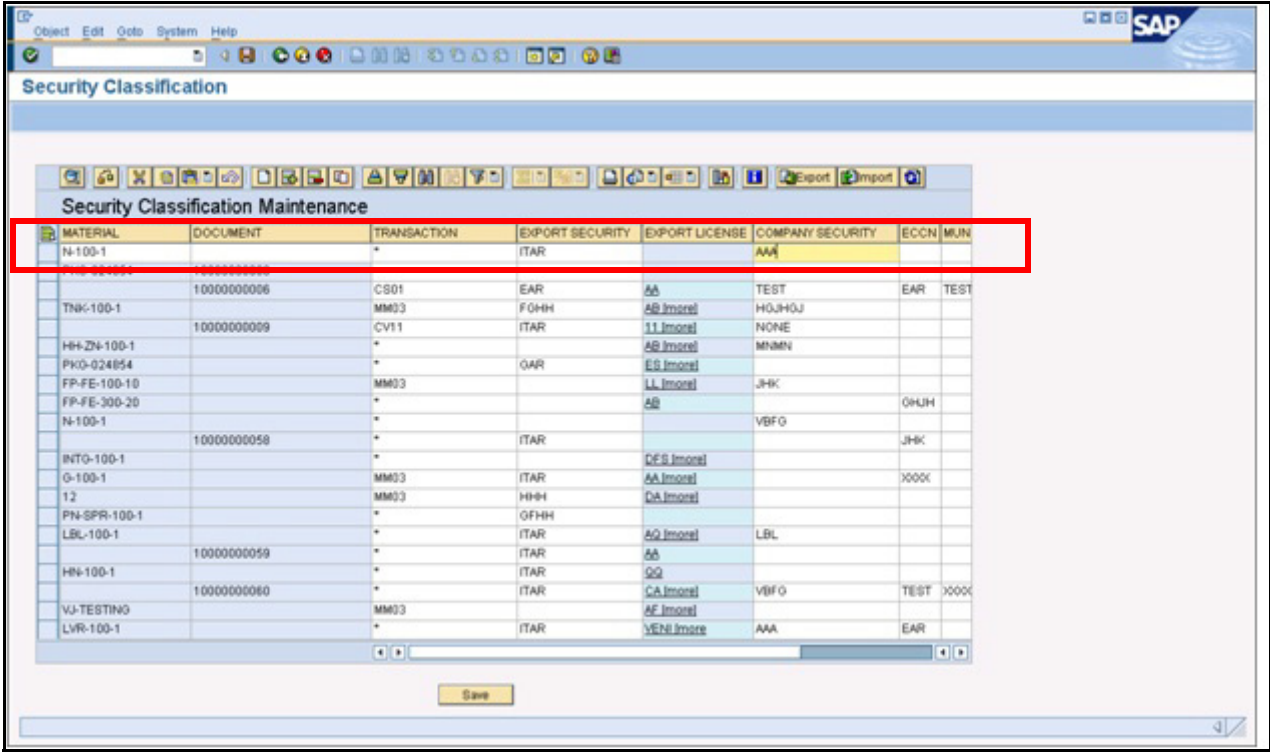 Object Edit Goto System Help
SAP
Security Classification
Export Import
Security Classification Maintenance
MATERIAL DOCUMENT TRANSACTION EXPORT SECURITY EXPORT LICENSE COMPANY SECURITY ECCN MUN
N-100-1 * ITAR AAA
10000000006 CS01 EAR AA TEST EAR TEST
TNK-100-1 MM03 FGHH AB [more] HGJHGJ
10000000009 CV11 ITAR 11 [more] NONE
HH-ZN-100-1 * AB [more] MNMN
PKG-024854 * GAR ES [more]
FP-FE-100-10 MM03 LL [more] JHK
FP-FE-300-20 * AB GHJH
N-100-1 * VBFG
10000000058 * ITAR JHK
INTG-100-1 * DFS [more]
G-100-1 MM03 ITAR AA [more] XXXX
12 MM03 HHH DA [more]
PN-SPR-100-1 * GFHH
LBL-100-1 * ITAR AQ [more] LBL
10000000059 * ITAR AA
HN-100-1 * ITAR QQ
10000000060 * ITAR CA [more] VBFG TEST XXXX
VJ-TESTING MM03 AF [more]
LVR-100-1 * ITAR VENI [more AAA EAR
Save